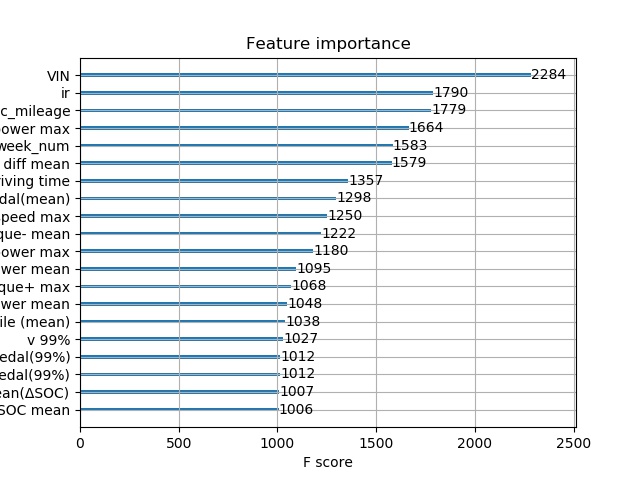 Feature importance
VIN 2284
ir 1790
c_mileage 1779
ower max 1664
week_num 1583
diff mean 1579
iving time 1357
dal(mean) 1298
speed max 1250
que- mean 1222
ower max 1180
wer mean 1095
que+ max 1068
wer mean 1048
ile (mean) 1038
v 99% 1027
edal(99%) 1012
edal(99%) 1012
ean(ΔSOC) 1007
SOC mean 1006
0 500 1000 1500 2000 2500
F score